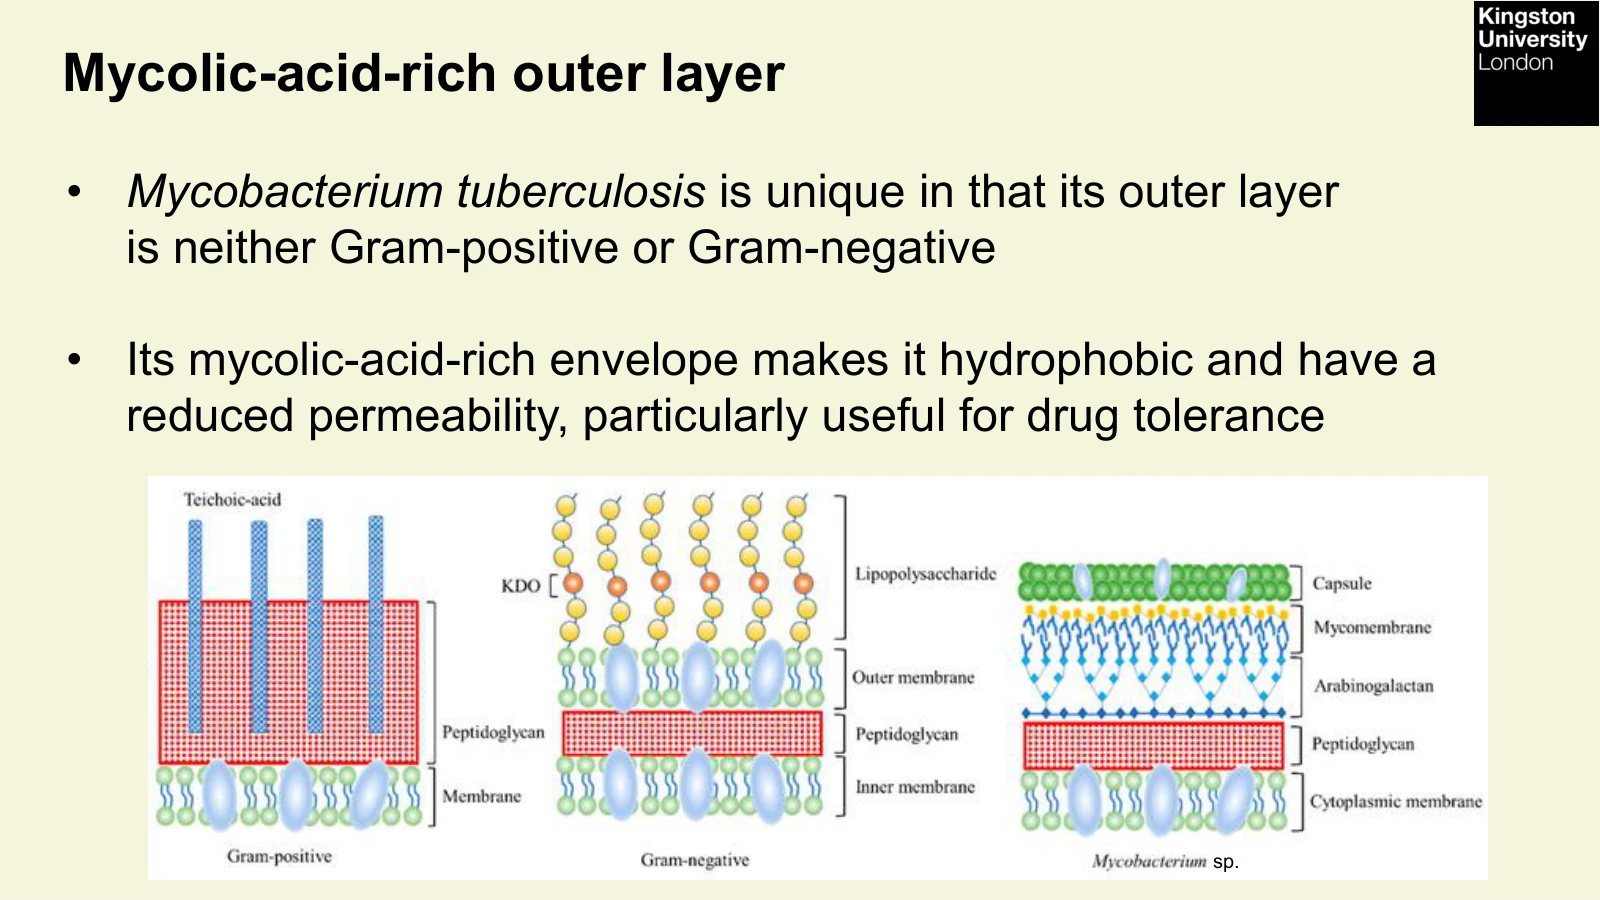 Kingston
University
London
Mycolic-acid-rich outer layer
• Mycobacterium tuberculosis is unique in that its outer layer
is neither Gram-positive or Gram-negative
• Its mycolic-acid-rich envelope makes it hydrophobic and have a
reduced permeability, particularly useful for drug tolerance
Teichoic-acid
Peptidoglycan
Membrane
Gram-positive
KDO
Lipopolysaccharide
Outer membrane
Peptidoglycan
Inner membrane
Gram-negative
Capsule
Mycomembrane
Arabinogalactan
Peptidoglycan
Cytoplasmic membrane
Mycobacterium sp.